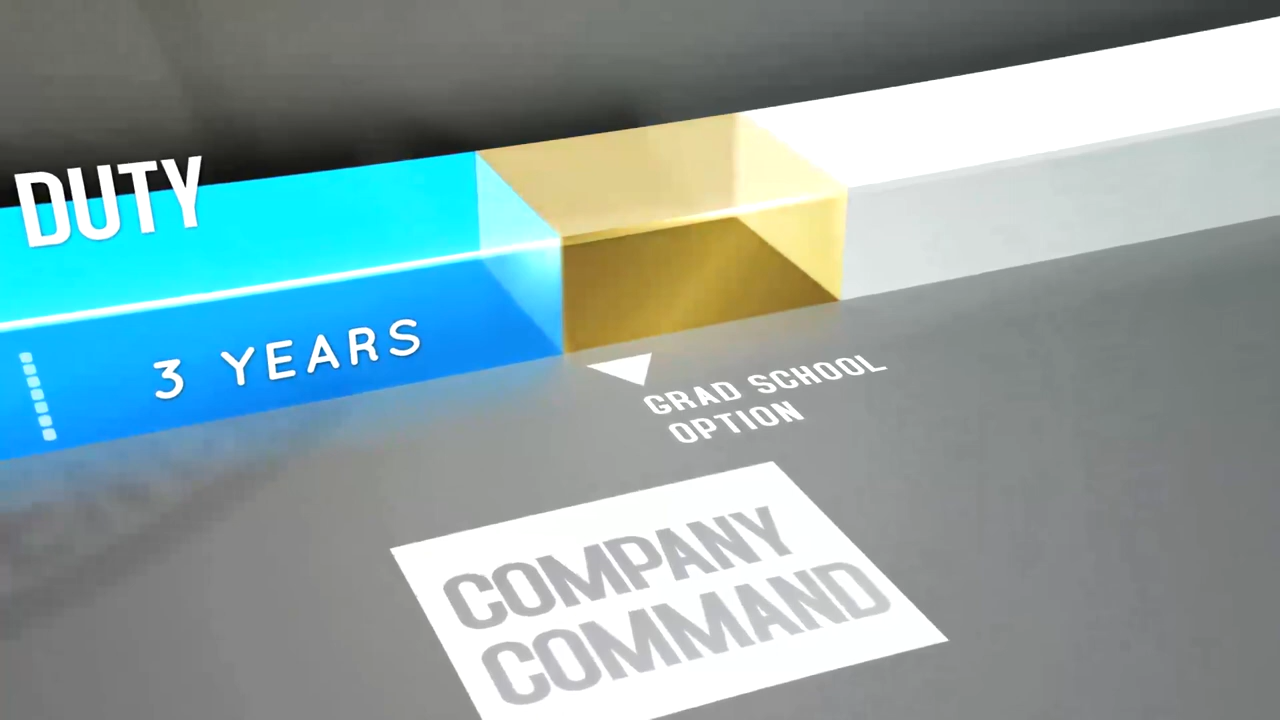 DUTY
3 YEARS
GRAD SCHOOL
OPTION
COMPANY
COMMAND